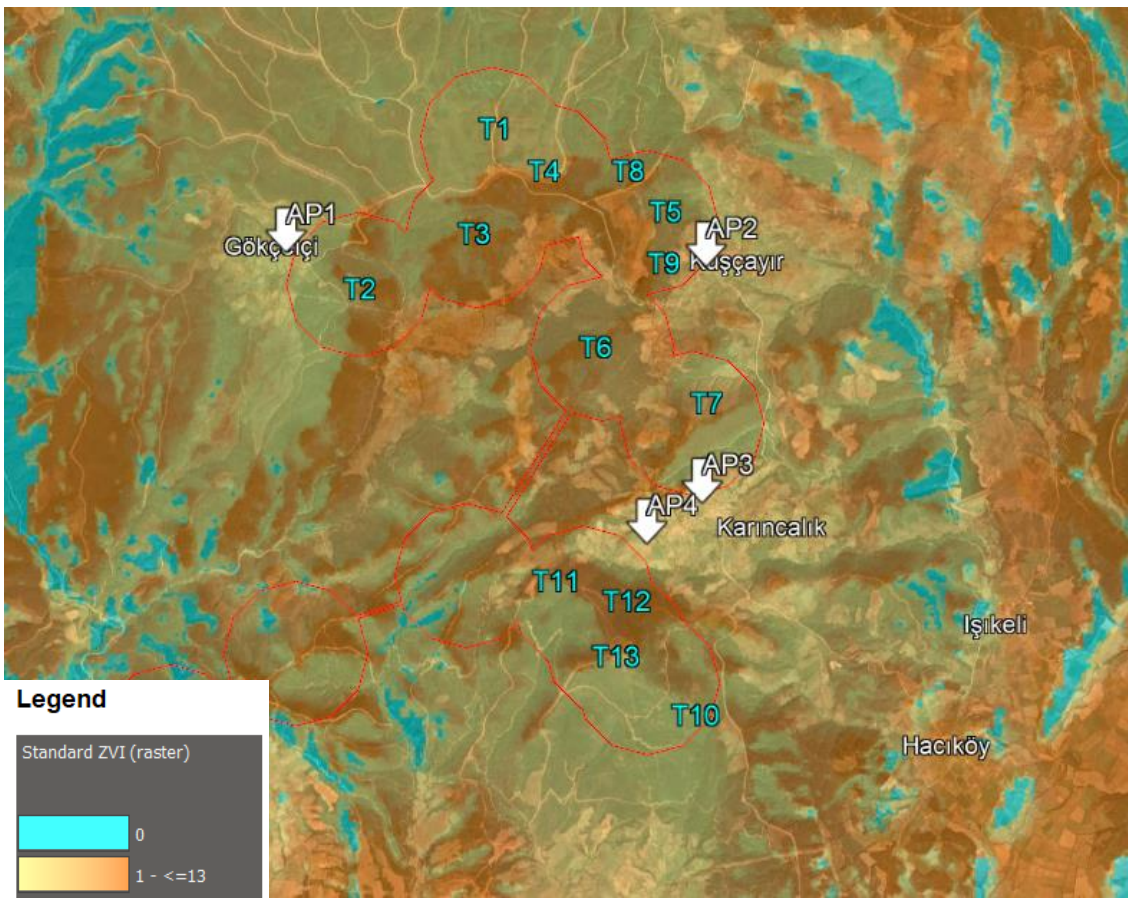 T1
T4
T8
AP1
T5
AP2
T3
Gökçeiçi
Kuşçayır
T9
T2
T6
T7
AP3
AP4
Karıncalık
T11
T12
Işıkeli
T13
T10
Hacıköy
Legend
Standard ZVI (raster)
0
1 - <=13